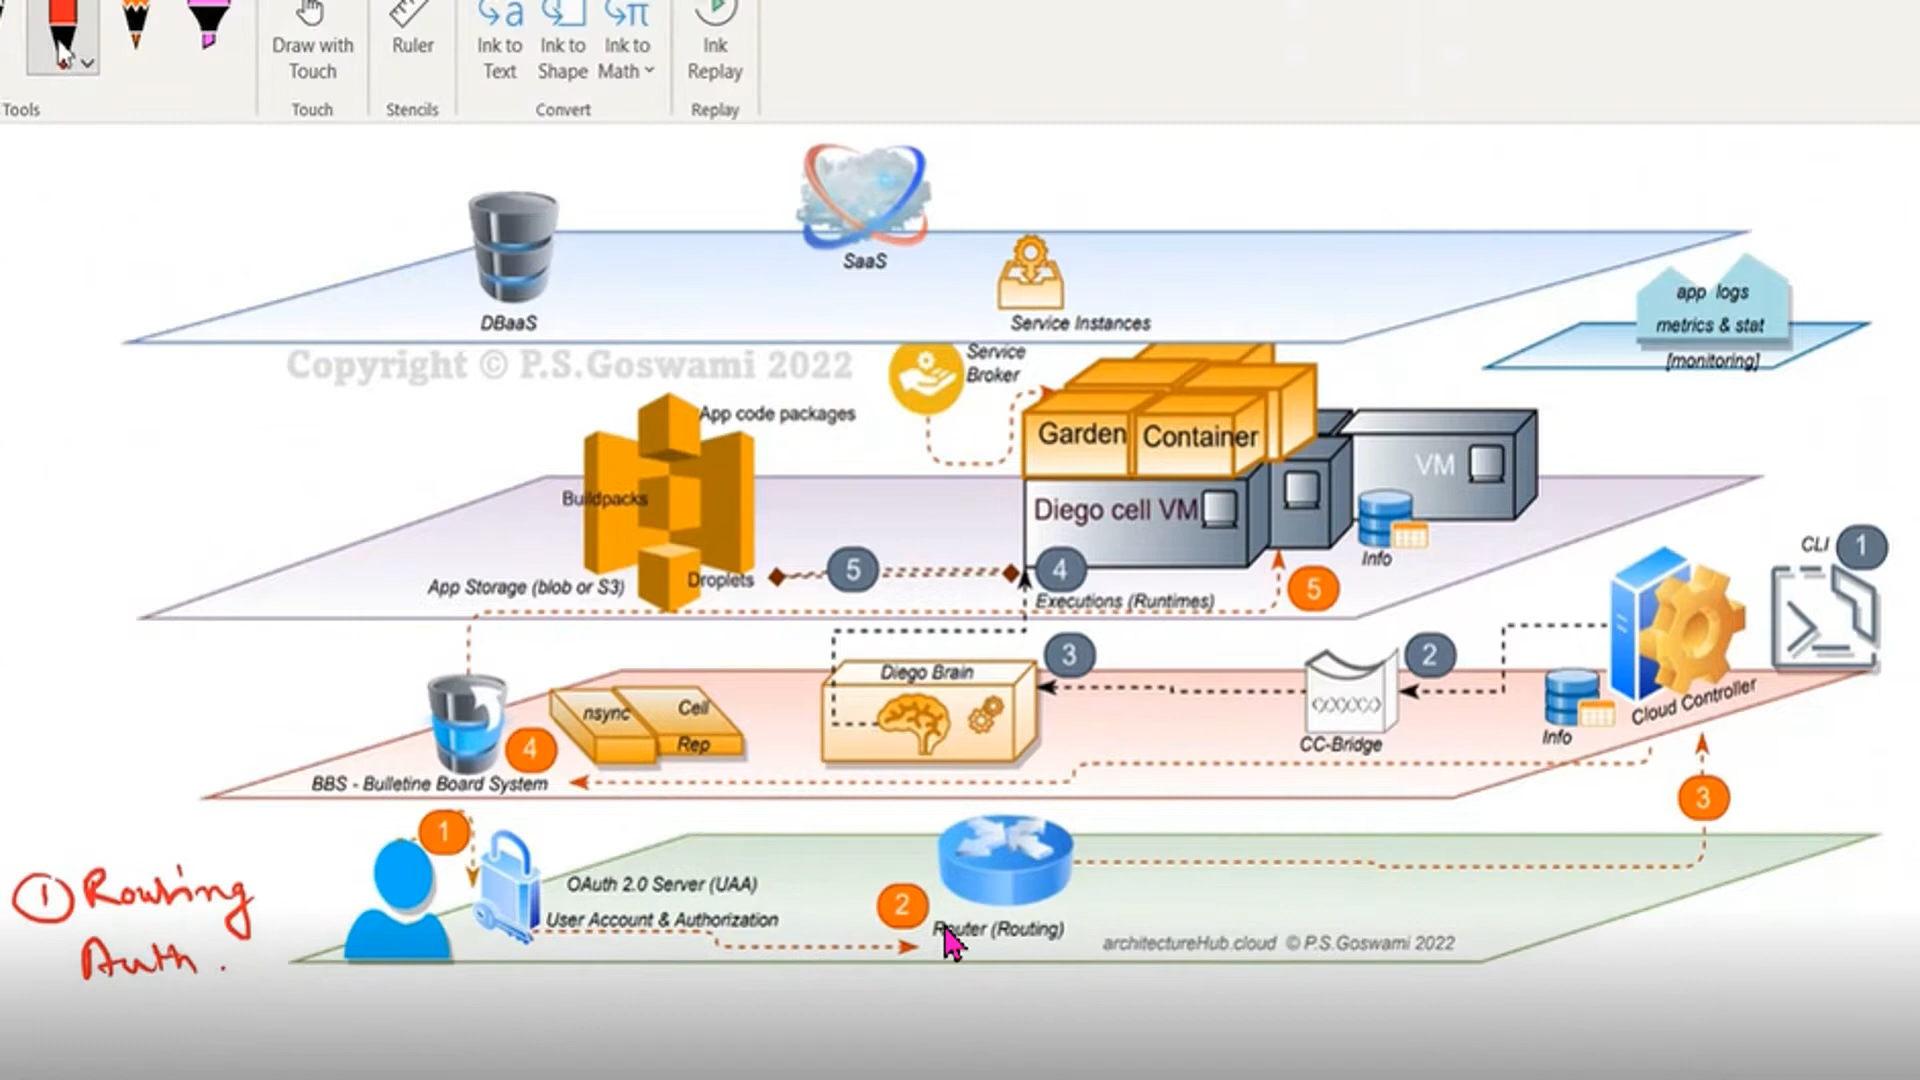 Draw with
Touch
Ruler
Ink to
Text
Ink to
Shape
Ink to
Math
Ink
Replay
Tools
Touch
Stencils
Convert
Replay
SaaS
DBaaS
Service Instances
app logs
metrics & stat
[monitoring]
Copyright © P.S.Goswami 2022
Service
Broker
App code packages
Garden
Container
VM
Buildpacks
Diego cell VM
Info
CLI
1
App Storage (blob or S3)
Droplets
5
4
Executions (Runtimes)
5
Diego Brain
3
2
nsync
Cell
Rep
4
CC-Bridge
Info
Cloud Controller
BBS - Bulletine Board System
3
1
OAuth 2.0 Server (UAA)
User Account & Authorization
2
Router (Routing)
architectureHub.cloud © P.S.Goswami 2022
① Routing
Auth .